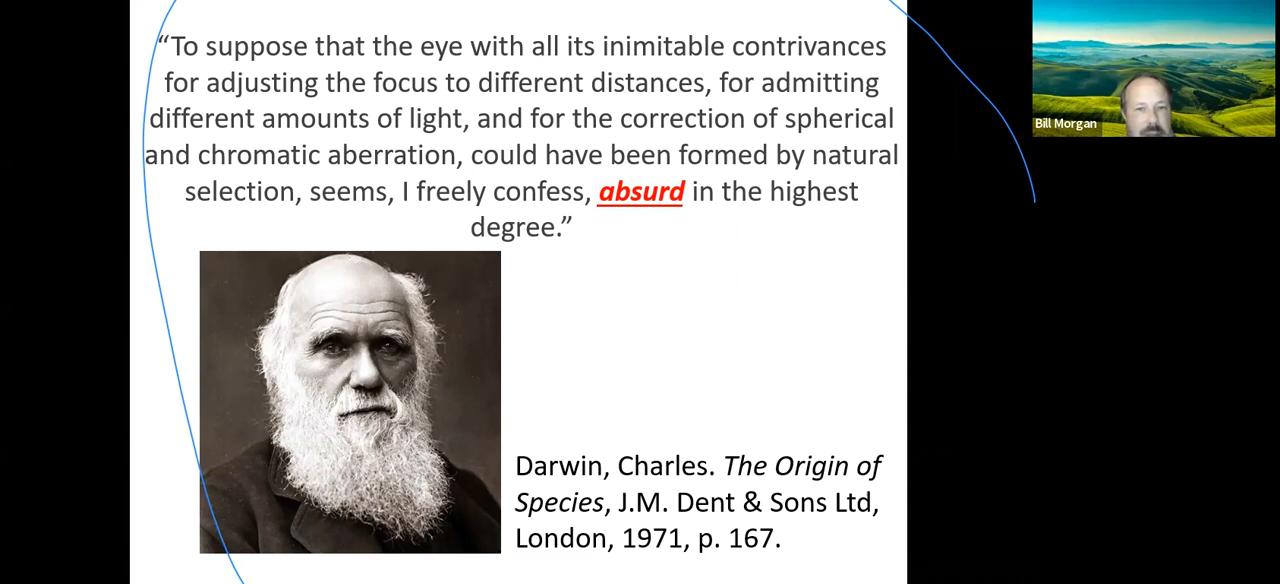 “To suppose that the eye with all its inimitable contrivances
for adjusting the focus to different distances, for admitting
different amounts of light, and for the correction of spherical
and chromatic aberration, could have been formed by natural
selection, seems, I freely confess, absurd in the highest
degree.”
Darwin, Charles. The Origin of
Species, J.M. Dent & Sons Ltd,
London, 1971, p. 167.
Bill Morgan